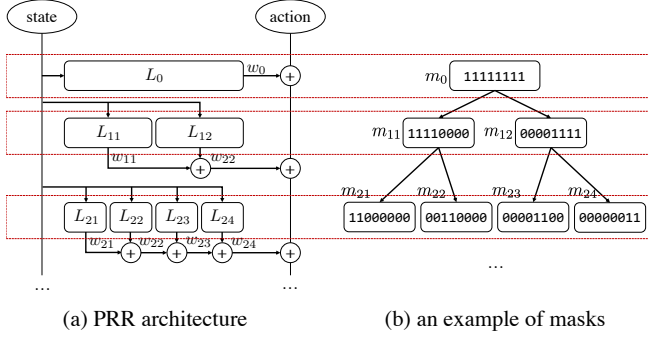 state
action
L0
w0
+
L11
L12
w11
+
w22
+
L21
L22
L23
L24
w21
+
w22
+
w23
+
w24
+
...
...
(a) PRR architecture
m0
11111111
m11
11110000
m12
00001111
m21
m22
m23
m24
11000000
00110000
00001100
00000011
...
(b) an example of masks